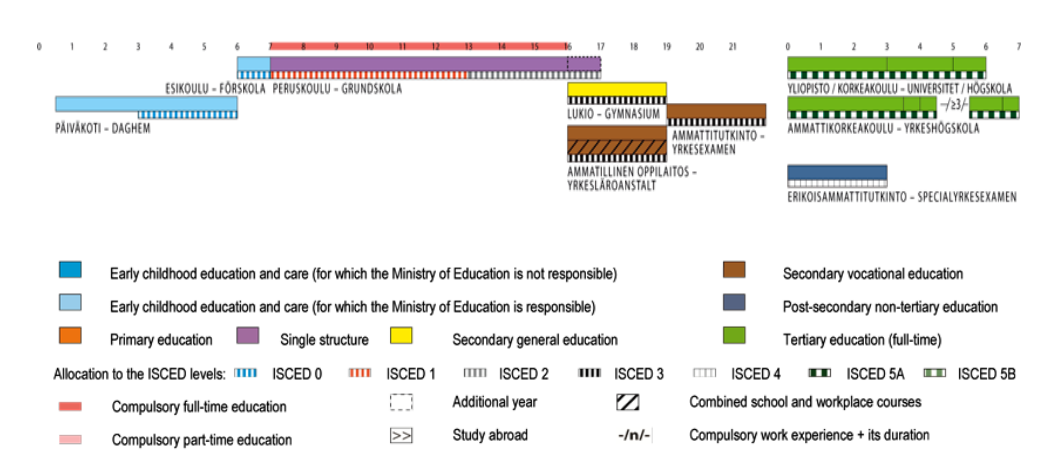 0 1 2 3 4 5 6 7 8 9 10 11 12 13 14 15 16 17 18 19 20 21 0 1 2 3 4 5 6 7
ESIKOULU – FÖRSKOLA PERUSKOULU – GRUNDSKOLA
YLIOPISTO / KORKEAKOULU – UNIVERSITET / HÖGSKOLA
PÄIVÄKOTI – DAGHEM
LUKIO – GYMNASIUM
AMMATTITUTKINTO –
YRKESEXAMEN
-/≥3/-
AMMATTIKORKEAKOULU – YRKESHÖGSKOLA
AMMATILLINEN OPPILAITOS –
YRKESLÄROANSTALT
ERIKOISAMMATTITUTKINTO – SPECIALYRKESEXAMEN
Early childhood education and care (for which the Ministry of Education is not responsible)
Secondary vocational education
Early childhood education and care (for which the Ministry of Education is responsible)
Post-secondary non-tertiary education
Primary education Single structure Secondary general education Tertiary education (full-time)
Allocation to the ISCED levels: ISCED 0 ISCED 1 ISCED 2 ISCED 3 ISCED 4 ISCED 5A ISCED 5B
Compulsory full-time education Additional year Combined school and workplace courses
Compulsory part-time education >> Study abroad -/n/- Compulsory work experience + its duration